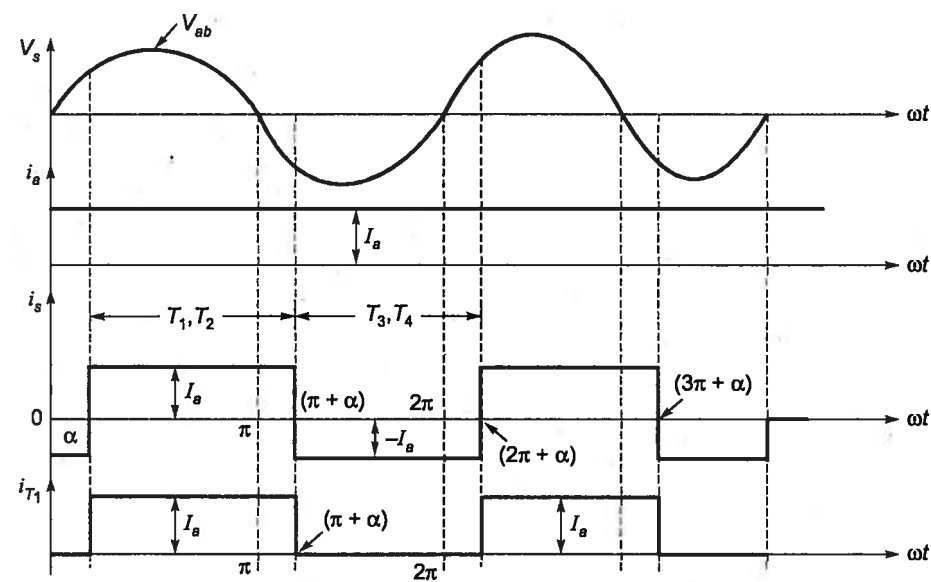 V_ab
V_s
ωt
i_a
I_a
ωt
i_s
T_1, T_2
T_3, T_4
I_a
(π + α)
2π
(3π + α)
0
ωt
α
π
–I_a
(2π + α)
i_T1
I_a
(π + α)
I_a
ωt
π
2π